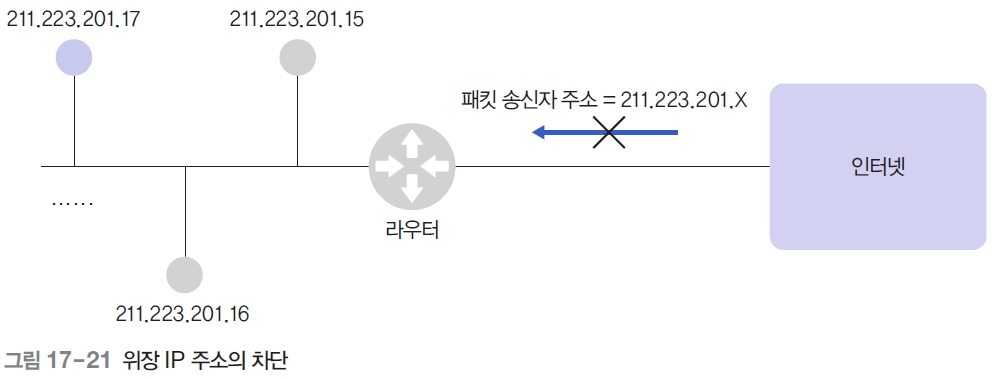 211.223.201.17
211.223.201.15
패킷 송신자 주소 = 211.223.201.X
인터넷
......
라우터
211.223.201.16
그림 17-21 위장 IP 주소의 차단